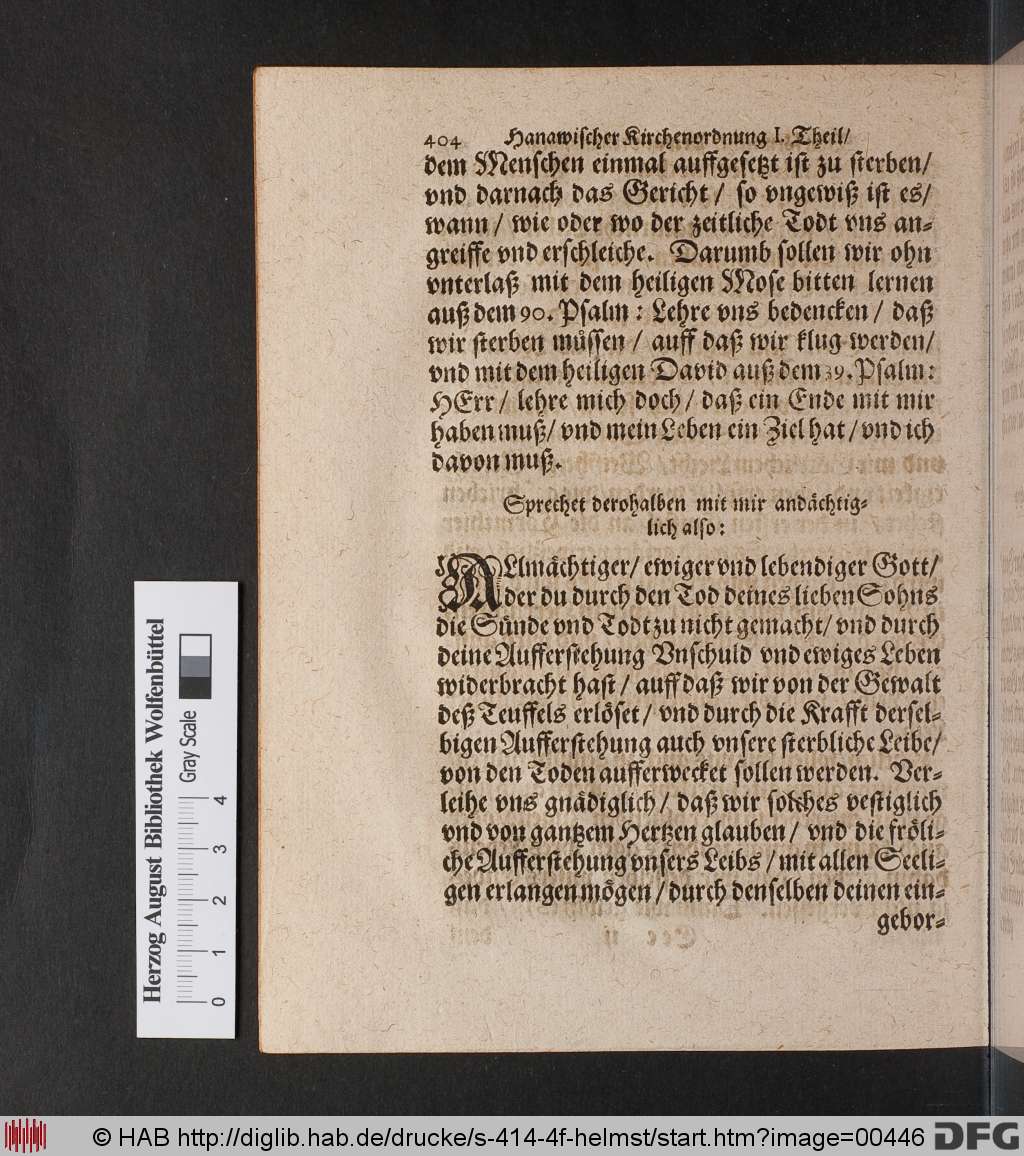 404 Hanawischer Kirchenordnung I. Theil/
dem Menschen einmal auffgesetzt ist zu sterben/
vnd darnach das Gericht / so vngewiß ist es/
wann / wie oder wo der zeitliche Todt vns an-
greiffe vnd erschleiche. Darumb sollen wir ohn
vnterlaß mit dem heiligen Mose bitten lernen
auß dem 90. Psalm : Lehre vns bedencken / daß
wir sterben müssen / auff daß wir klug werden/
vnd mit dem heiligen David auß dem 39. Psalm:
HErr/ lehre mich doch/ daß ein Ende mit mir
haben muß/ vnd mein Leben ein Ziel hat / vnd ich
davon muß.
Sprechet derohalben mit mir andächtig-
lich also:
ALlmächtiger/ ewiger vnd lebendiger Gott/
der du durch den Tod deines lieben Sohns
die Sünde vnd Todt zu nicht gemacht/ vnd durch
deine Aufferstehung Vnschuld vnd ewiges Leben
widerbracht hast / auff daß wir von der Gewalt
deß Teuffels erlöset/ vnd durch die Krafft dersel-
bigen Aufferstehung auch vnsere sterbliche Leibe/
von den Toden aufferwecket sollen werden. Ver-
leihe vns gnädiglich/ daß wir solches vestiglich
vnd von gantzem Hertzen glauben/ vnd die fröli-
che Aufferstehung vnsers Leibs / mit allen Seeli-
gen erlangen mögen / durch denselben deinen ein-
gebor-
Herzog August Bibliothek Wolfenbüttel
Gray Scale
0 1 2 3 4
© HAB http://diglib.hab.de/drucke/s-414-4f-helmst/start.htm?image=00446 DFG